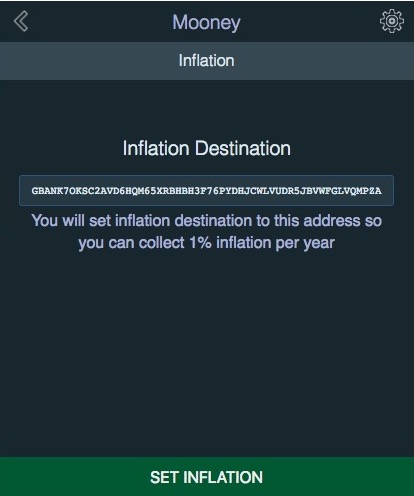 Mooney
Inflation
Inflation Destination
GBANK7OKSC2AVD6HQM65XRBHBH3F76PYDHJCWLVUDR5JBVWFGLVQMPZA
You will set inflation destination to this address so
you can collect 1% inflation per year
SET INFLATION